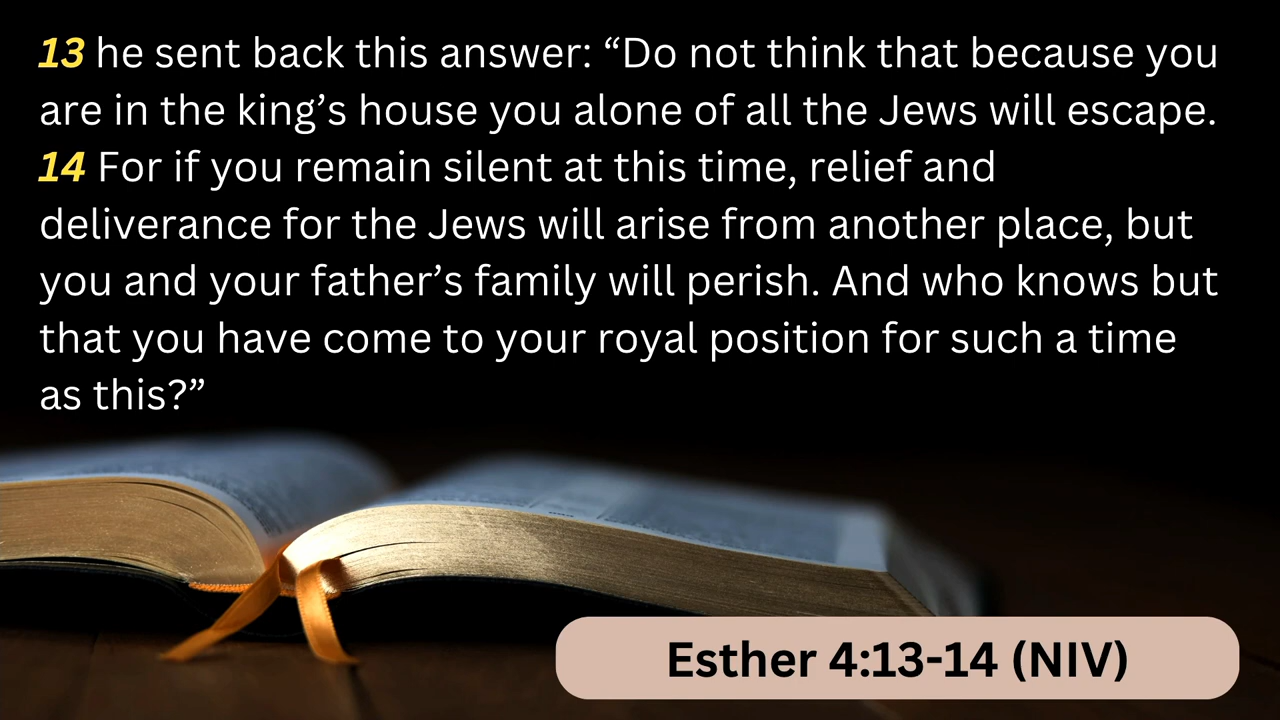 13 he sent back this answer: “Do not think that because you
are in the king’s house you alone of all the Jews will escape.
14 For if you remain silent at this time, relief and
deliverance for the Jews will arise from another place, but
you and your father’s family will perish. And who knows but
that you have come to your royal position for such a time
as this?”
Esther 4:13-14 (NIV)